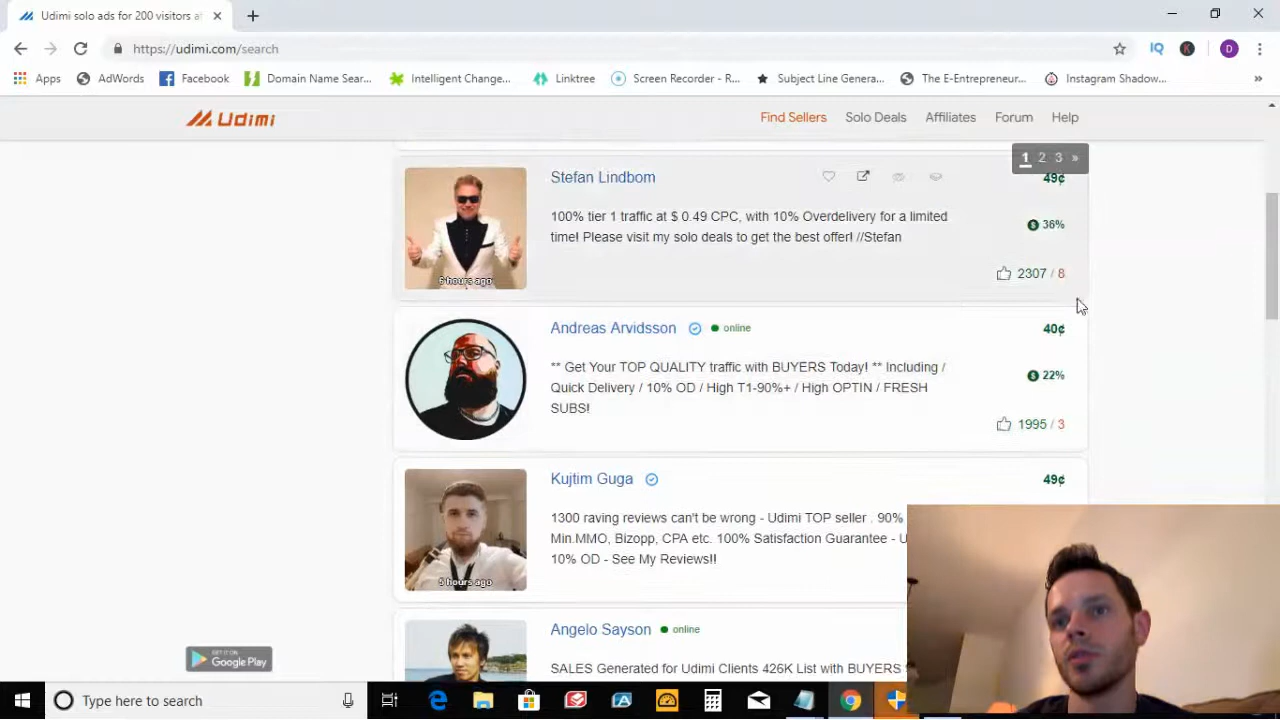 Udimi solo ads for 200 visitors at
https://udimi.com/search
Apps AdWords Facebook Domain Name Sear... Intelligent Change... Linktree Screen Recorder - R... Subject Line Genera... The E-Entrepreneur... Instagram Shadow... »
Udimi Find Sellers Solo Deals Affiliates Forum Help
1 2 3 »
Stefan Lindbom 49¢
100% tier 1 traffic at $ 0.49 CPC, with 10% Overdelivery for a limited
time! Please visit my solo deals to get the best offer! //Stefan
36%
2307 / 8
6 hours ago
Andreas Arvidsson online 40¢
** Get Your TOP QUALITY traffic with BUYERS Today! ** Including /
Quick Delivery / 10% OD / High T1-90%+ / High OPTIN / FRESH
SUBS!
22%
1995 / 3
Kujtim Guga 49¢
1300 raving reviews can't be wrong - Udimi TOP seller . 90%
Min.MMO, Bizopp, CPA etc. 100% Satisfaction Guarantee - U
10% OD - See My Reviews!!
5 hours ago
Angelo Sayson online
SALES Generated for Udimi Clients 426K List with BUYERS
GET IT ON
Google Play
Type here to search